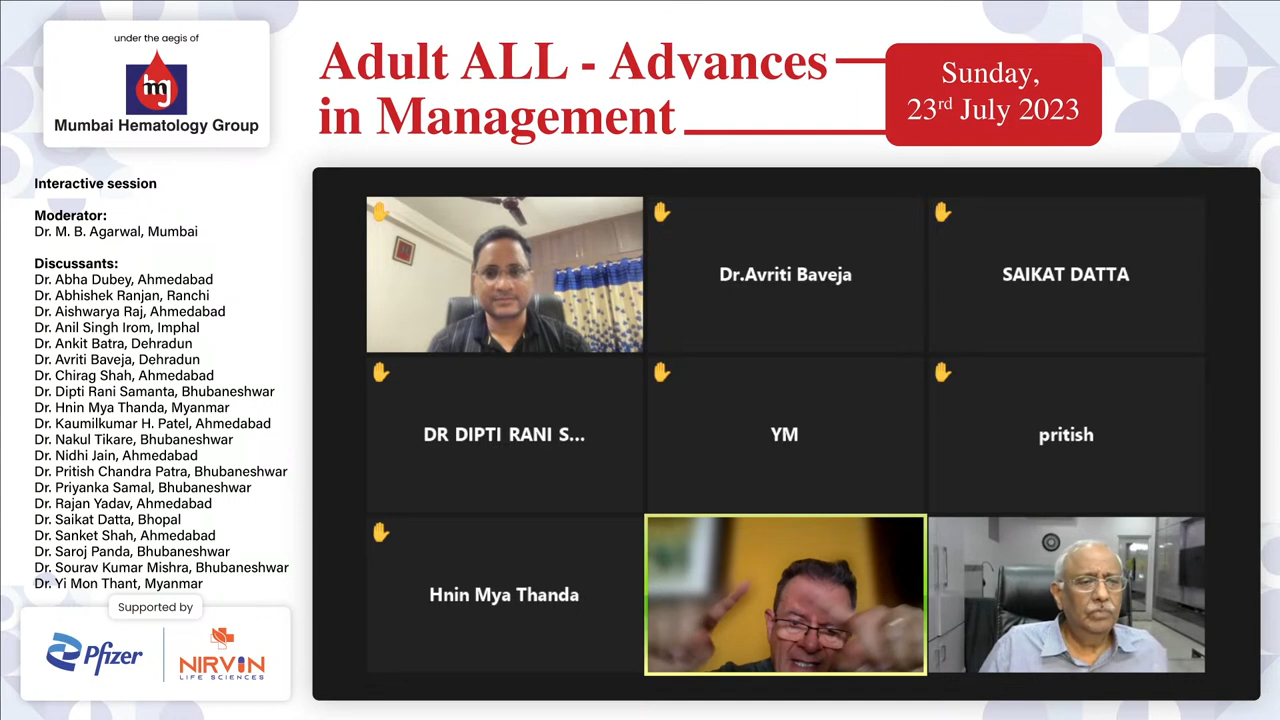 under the aegis of
mg
Mumbai Hematology Group
Adult ALL - Advances
in Management
Sunday,
23rd July 2023
Interactive session
Moderator:
Dr. M. B. Agarwal, Mumbai
Discussants:
Dr. Abha Dubey, Ahmedabad
Dr. Abhishek Ranjan, Ranchi
Dr. Aishwarya Raj, Ahmedabad
Dr. Anil Singh Irom, Imphal
Dr. Ankit Batra, Dehradun
Dr. Avriti Baveja, Dehradun
Dr. Chirag Shah, Ahmedabad
Dr. Dipti Rani Samanta, Bhubaneshwar
Dr. Hnin Mya Thanda, Myanmar
Dr. Kaumilkumar H. Patel, Ahmedabad
Dr. Nakul Tikare, Bhubaneshwar
Dr. Nidhi Jain, Ahmedabad
Dr. Pritish Chandra Patra, Bhubaneshwar
Dr. Priyanka Samal, Bhubaneshwar
Dr. Rajan Yadav, Ahmedabad
Dr. Saikat Datta, Bhopal
Dr. Sanket Shah, Ahmedabad
Dr. Saroj Panda, Bhubaneshwar
Dr. Sourav Kumar Mishra, Bhubaneshwar
Dr. Yi Mon Thant, Myanmar
Supported by
Pfizer
NIRVIN
LIFE SCIENCES
Dr.Avriti Baveja
SAIKAT DATTA
DR DIPTI RANI S...
YM
pritish
Hnin Mya Thanda